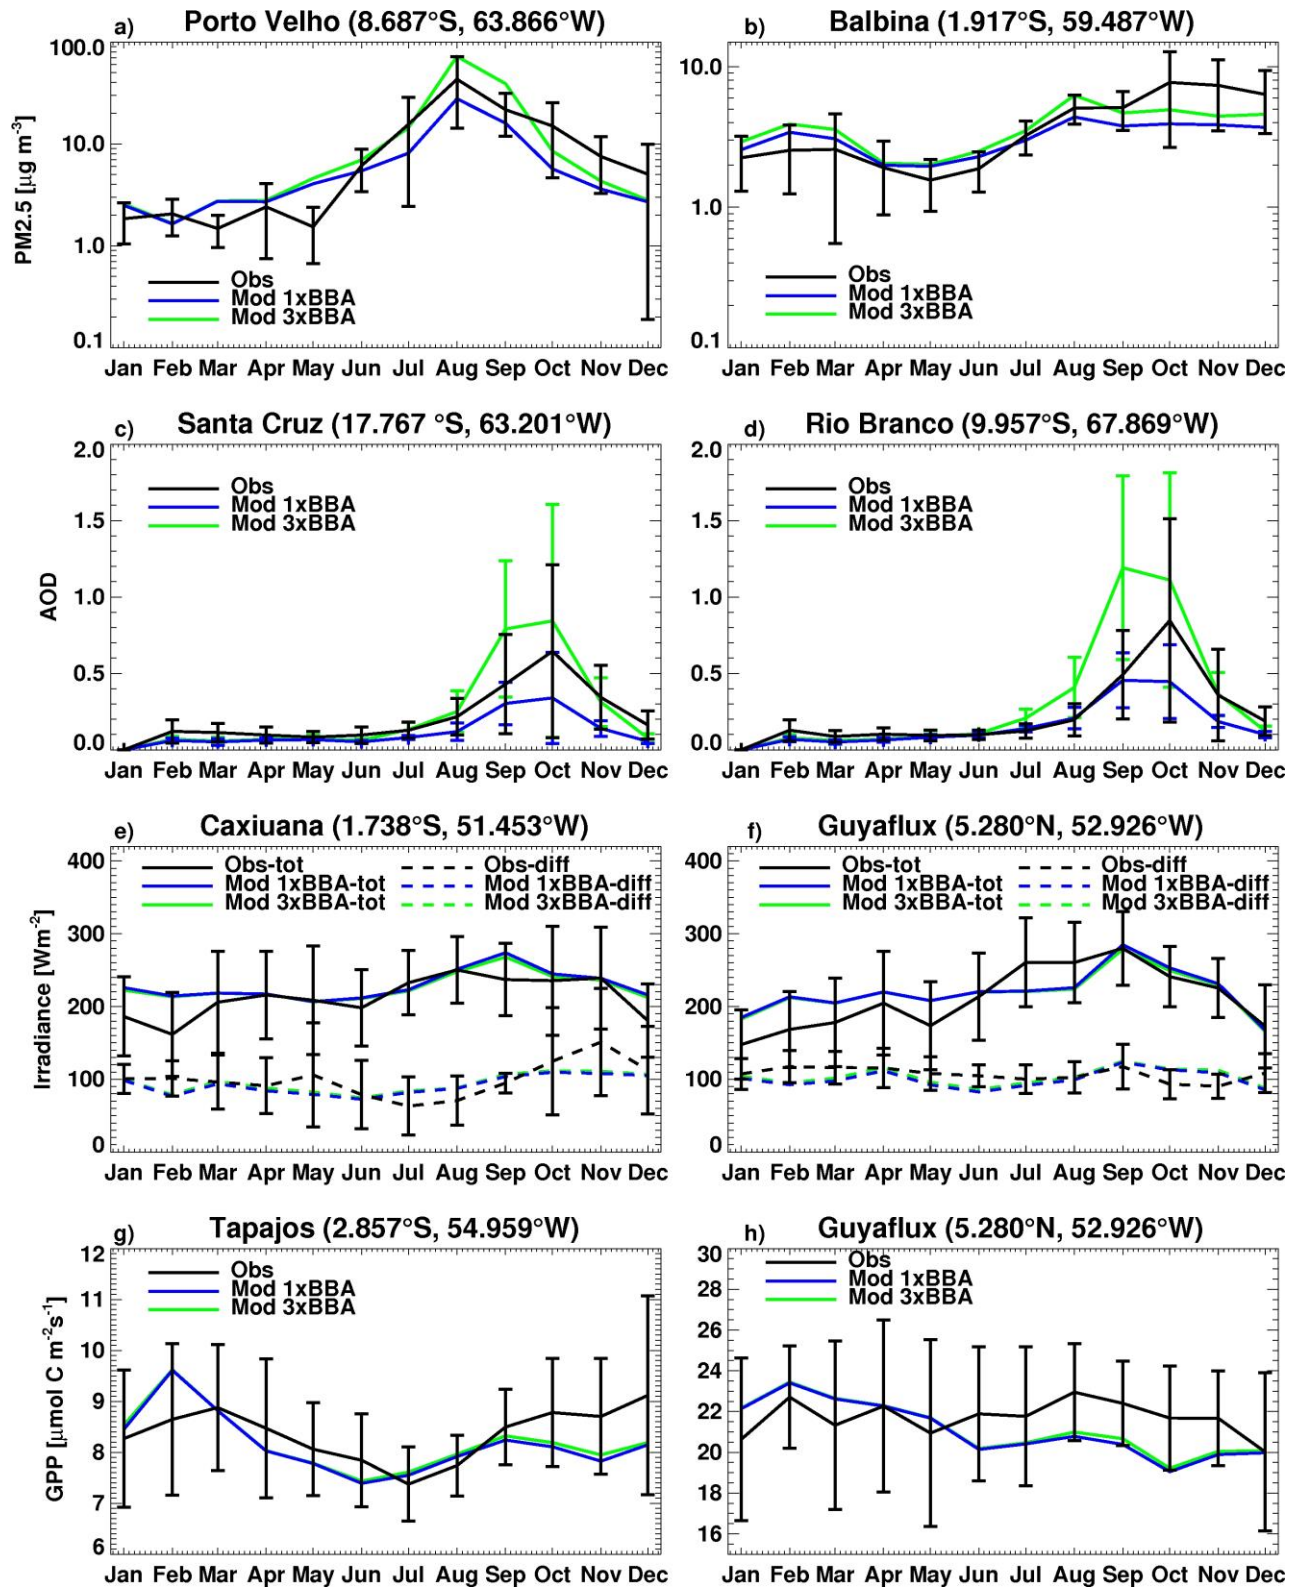 a) Porto Velho (8.687°S, 63.866°W)
PM2.5 [μg m-3]
100.0
10.0
1.0
0.1
Obs
Mod 1xBBA
Mod 3xBBA
Jan Feb Mar Apr May Jun Jul Aug Sep Oct Nov Dec
b) Balbina (1.917°S, 59.487°W)
10.0
1.0
0.1
Obs
Mod 1xBBA
Mod 3xBBA
Jan Feb Mar Apr May Jun Jul Aug Sep Oct Nov Dec
c) Santa Cruz (17.767 °S, 63.201°W)
AOD
2.0
1.5
1.0
0.5
0.0
Obs
Mod 1xBBA
Mod 3xBBA
Jan Feb Mar Apr May Jun Jul Aug Sep Oct Nov Dec
d) Rio Branco (9.957°S, 67.869°W)
2.0
1.5
1.0
0.5
0.0
Obs
Mod 1xBBA
Mod 3xBBA
Jan Feb Mar Apr May Jun Jul Aug Sep Oct Nov Dec
e) Caxiuana (1.738°S, 51.453°W)
Irradiance [Wm-2]
400
300
200
100
0
Obs-tot Obs-diff
Mod 1xBBA-tot Mod 1xBBA-diff
Mod 3xBBA-tot Mod 3xBBA-diff
Jan Feb Mar Apr May Jun Jul Aug Sep Oct Nov Dec
f) Guyaflux (5.280°N, 52.926°W)
400
300
200
100
0
Obs-tot Obs-diff
Mod 1xBBA-tot Mod 1xBBA-diff
Mod 3xBBA-tot Mod 3xBBA-diff
Jan Feb Mar Apr May Jun Jul Aug Sep Oct Nov Dec
g) Tapajos (2.857°S, 54.959°W)
GPP [μmol C m-2s-1]
12
11
10
9
8
7
6
Obs
Mod 1xBBA
Mod 3xBBA
Jan Feb Mar Apr May Jun Jul Aug Sep Oct Nov Dec
h) Guyaflux (5.280°N, 52.926°W)
30
28
26
24
22
20
18
16
Obs
Mod 1xBBA
Mod 3xBBA
Jan Feb Mar Apr May Jun Jul Aug Sep Oct Nov Dec